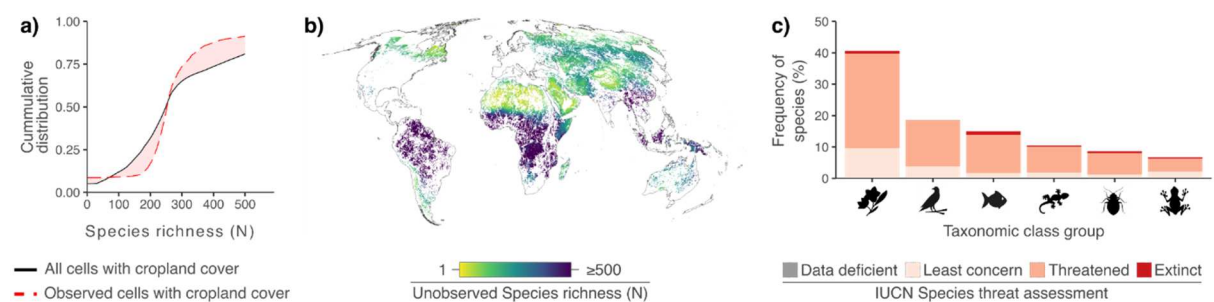 a)
1.00
0.75
0.50
0.25
0.00
Cummulative
distribution
0 100 200 300 400 500
Species richness (N)
All cells with cropland cover
Observed cells with cropland cover
b)
1 ≥500
Unobserved Species richness (N)
c)
50
40
30
20
10
0
Frequency of
species (%)
Taxonomic class group
Data deficient Least concern Threatened Extinct
IUCN Species threat assessment